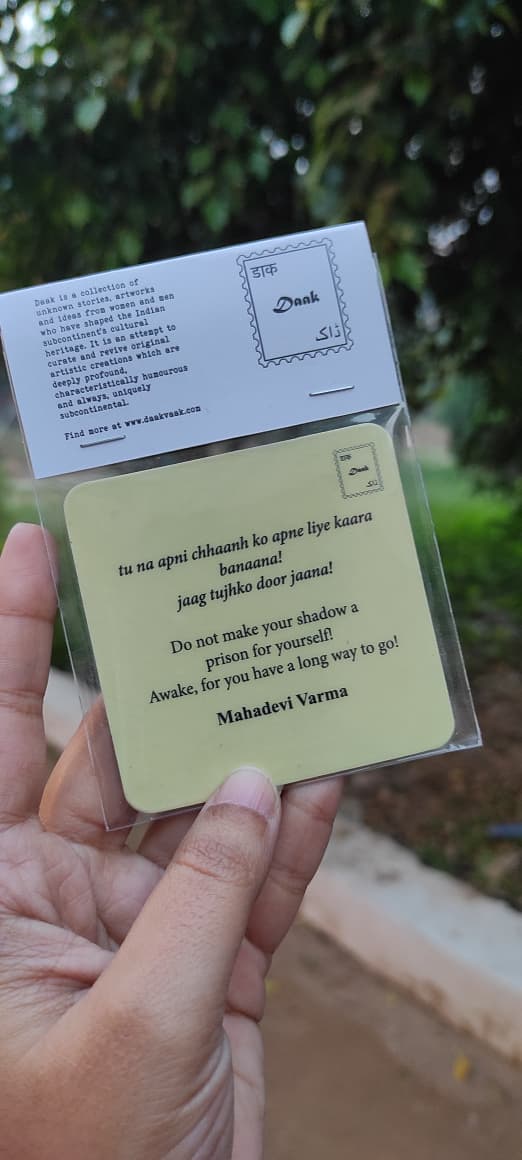 Daak is a collection of
unknown stories, artworks
and ideas from women and men
who have shaped the Indian
subcontinent's cultural
heritage. It is an attempt to
curate and revive original
artistic creations which are
deeply profound,
characteristically humourous
and always, uniquely
subcontinental.
Find more at www.daakvaak.com
डाक
Daak
ڈاک
डाक
Daak
ڈاک
tu na apni chhaanh ko apne liye kaara
banaana!
jaag tujhko door jaana!
Do not make your shadow a
prison for yourself!
Awake, for you have a long way to go!
Mahadevi Varma